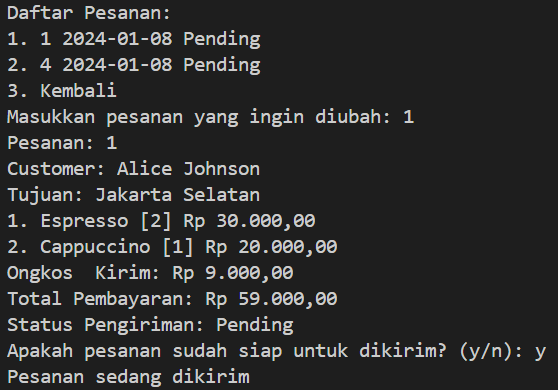 Daftar Pesanan:
1. 1 2024-01-08 Pending
2. 4 2024-01-08 Pending
3. Kembali
Masukkan pesanan yang ingin diubah: 1
Pesanan: 1
Customer: Alice Johnson
Tujuan: Jakarta Selatan
1. Espresso [2] Rp 30.000,00
2. Cappuccino [1] Rp 20.000,00
Ongkos  Kirim: Rp 9.000,00
Total Pembayaran: Rp 59.000,00
Status Pengiriman: Pending
Apakah pesanan sudah siap untuk dikirim? (y/n): y
Pesanan sedang dikirim